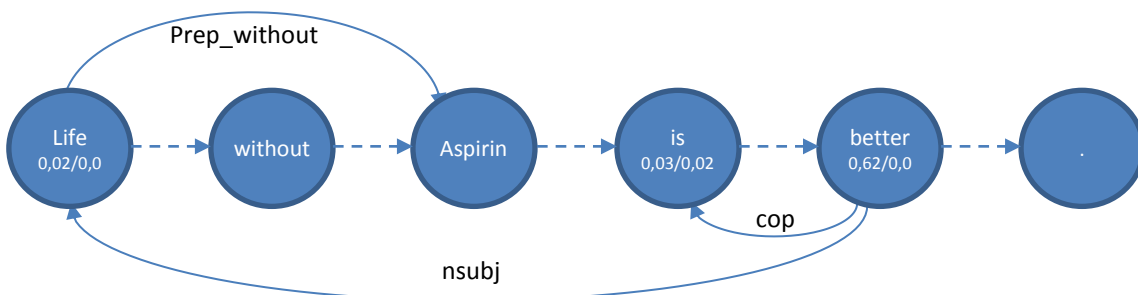 Prep_without
Life
0,02/0,0
without
Aspirin
is
0,03/0,02
better
0,62/0,0
.
cop
nsubj